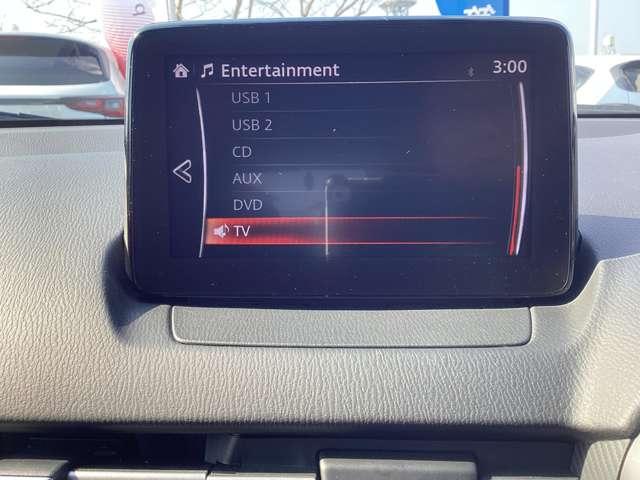 Entertainment
3:00
USB 1
USB 2
CD
AUX
DVD
TV